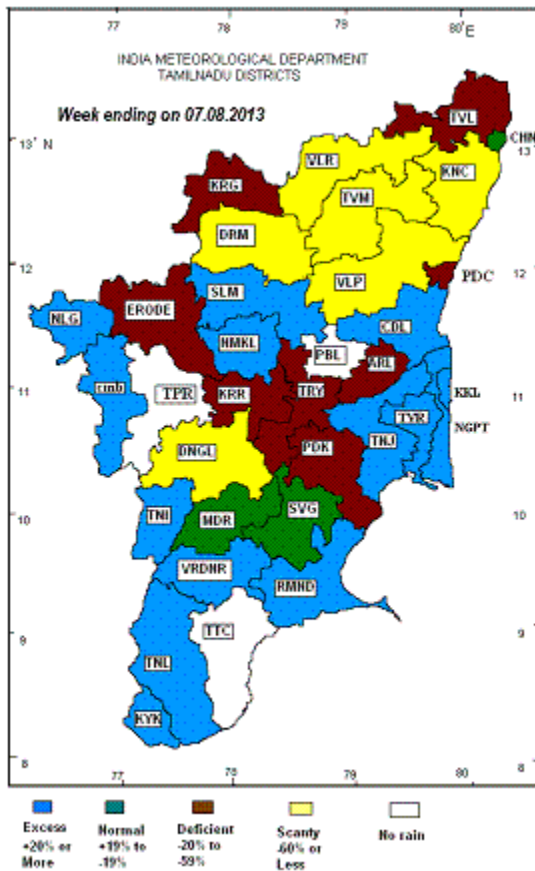 77 78 79 80°E
INDIA METEOROLOGICAL DEPARTMENT
TAMILNADU DISTRICTS
Week ending on 07.08.2013
TVL
13°N
CHN
13
VLR
KNC
KRG
TVM
DRM
12
VLP
PDC
12
SLM
NLG
ERODE
CDL
NMKL
PBL
ARL
cmb
TPR
KRR
TRY
KKL
11
11
TVR
NGPT
DNGL
PDK
TNJ
TNI
MDR
SVG
10
10
VRDNR
RMND
9
TTC
9
TNL
KYK
8
8
77 78 79 80
Excess
+20% or
More
Normal
+19% to
-19%
Deficient
-20% to
-59%
Scanty
-60% or
Less
No rain